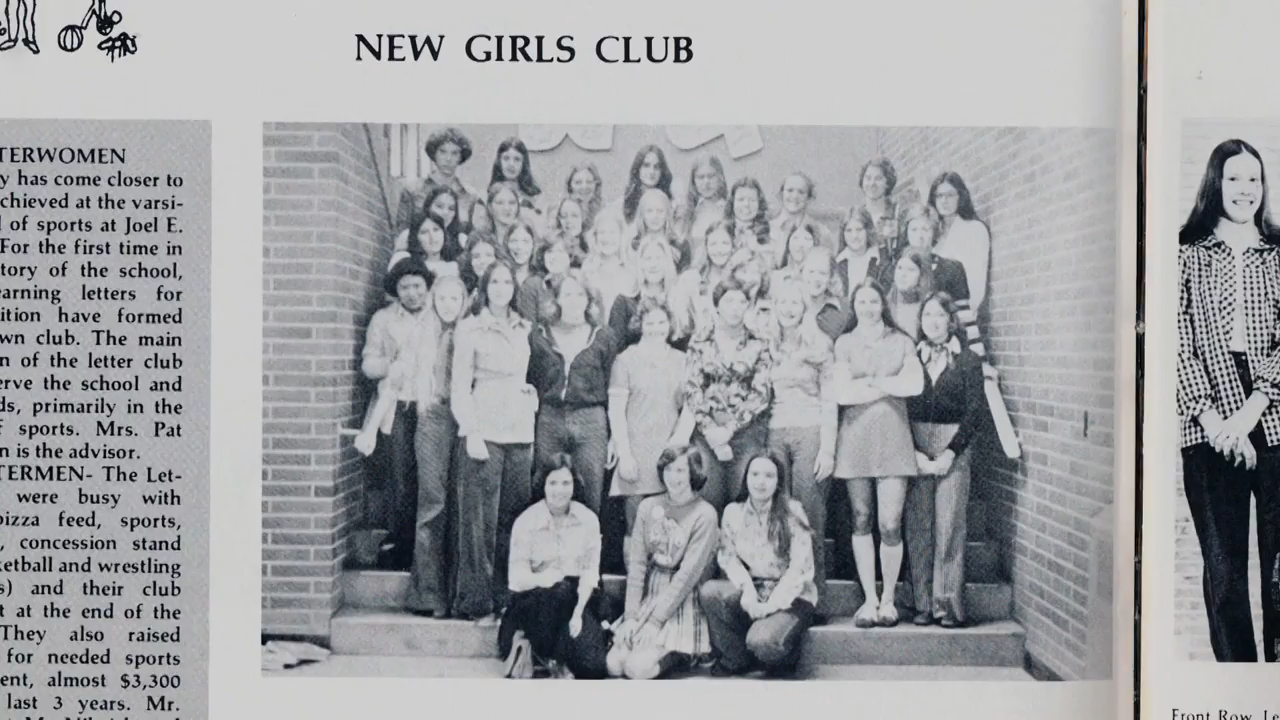 NEW GIRLS CLUB
TERWOMEN
y has come closer to
chieved at the varsi-
l of sports at Joel E.
For the first time in
tory of the school,
earning letters for
ition have formed
wn club. The main
n of the letter club
erve the school and
ds, primarily in the
f sports. Mrs. Pat
n is the advisor.
TERMEN- The Let-
were busy with
pizza feed, sports,
, concession stand
ketball and wrestling
s) and their club
t at the end of the
They also raised
for needed sports
ent, almost $3,300
last 3 years. Mr.
Front Row, Le